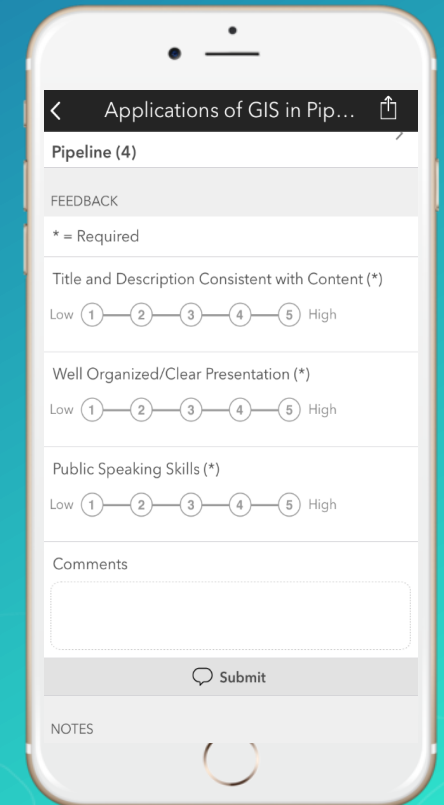 Applications of GIS in Pip...
Pipeline (4)
FEEDBACK
* = Required
Title and Description Consistent with Content (*)
Low 1 2 3 4 5 High
Well Organized/Clear Presentation (*)
Low 1 2 3 4 5 High
Public Speaking Skills (*)
Low 1 2 3 4 5 High
Comments
Submit
NOTES